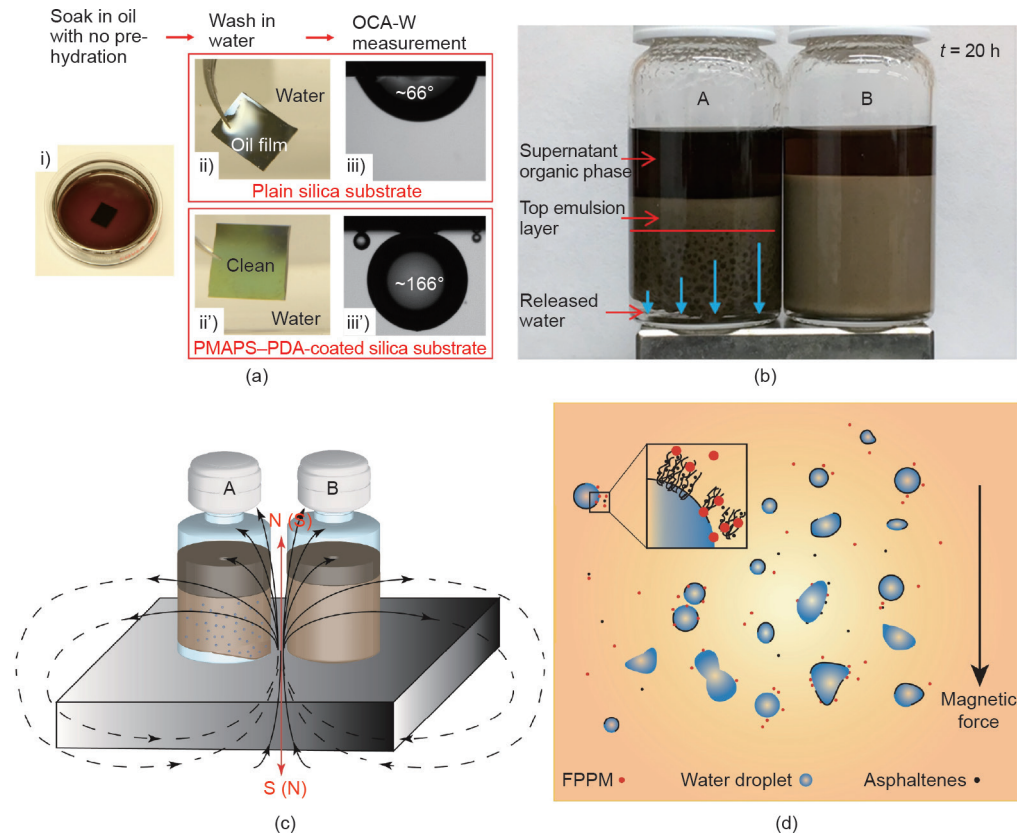 Soak in oil
with no pre-
hydration
Wash in
water
OCA-W
measurement
i)
Water
Oil film
ii)
~66°
iii)
Plain silica substrate
Clean
ii')
Water
~166°
iii')
PMAPS–PDA-coated silica substrate
(a)
t = 20 h
A
B
Supernatant
organic phase
Top emulsion
layer
Released
water
(b)
A
B
N (S)
S (N)
(c)
Magnetic
force
FPPM
Water droplet
Asphaltenes
(d)